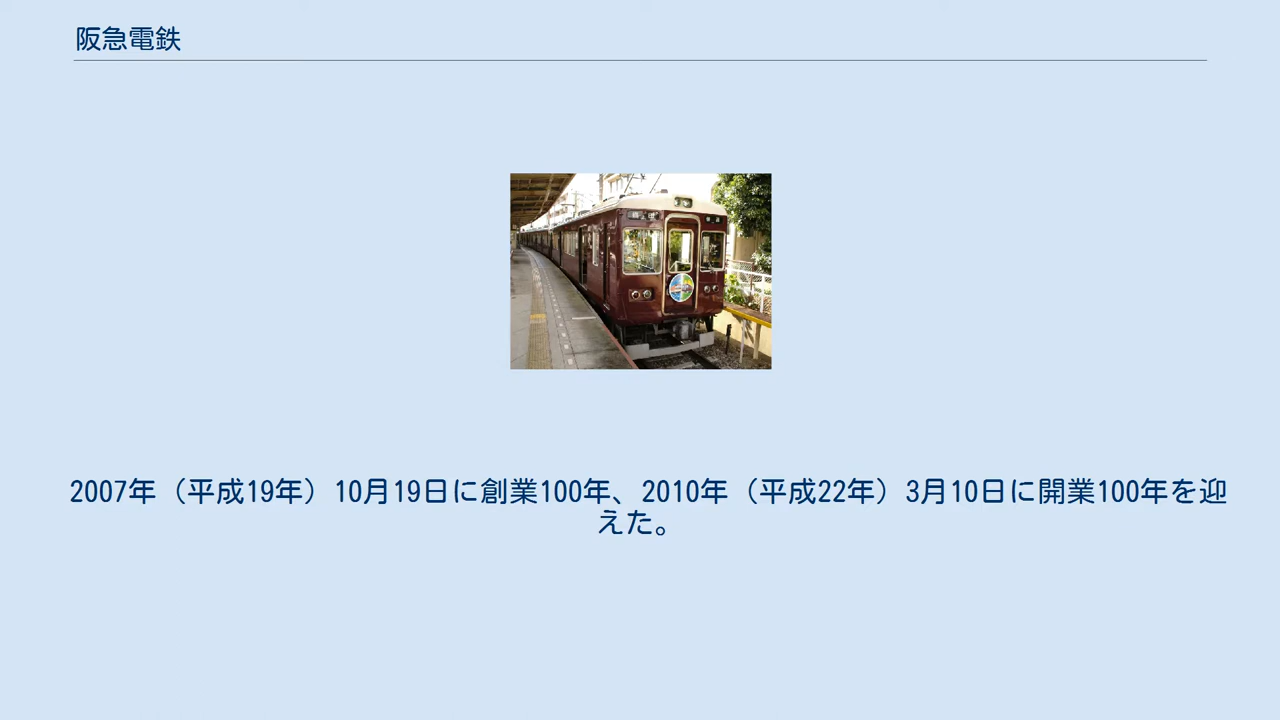 阪急電鉄
2007年（平成19年）10月19日に創業100年、2010年（平成22年）3月10日に開業100年を迎
えた。